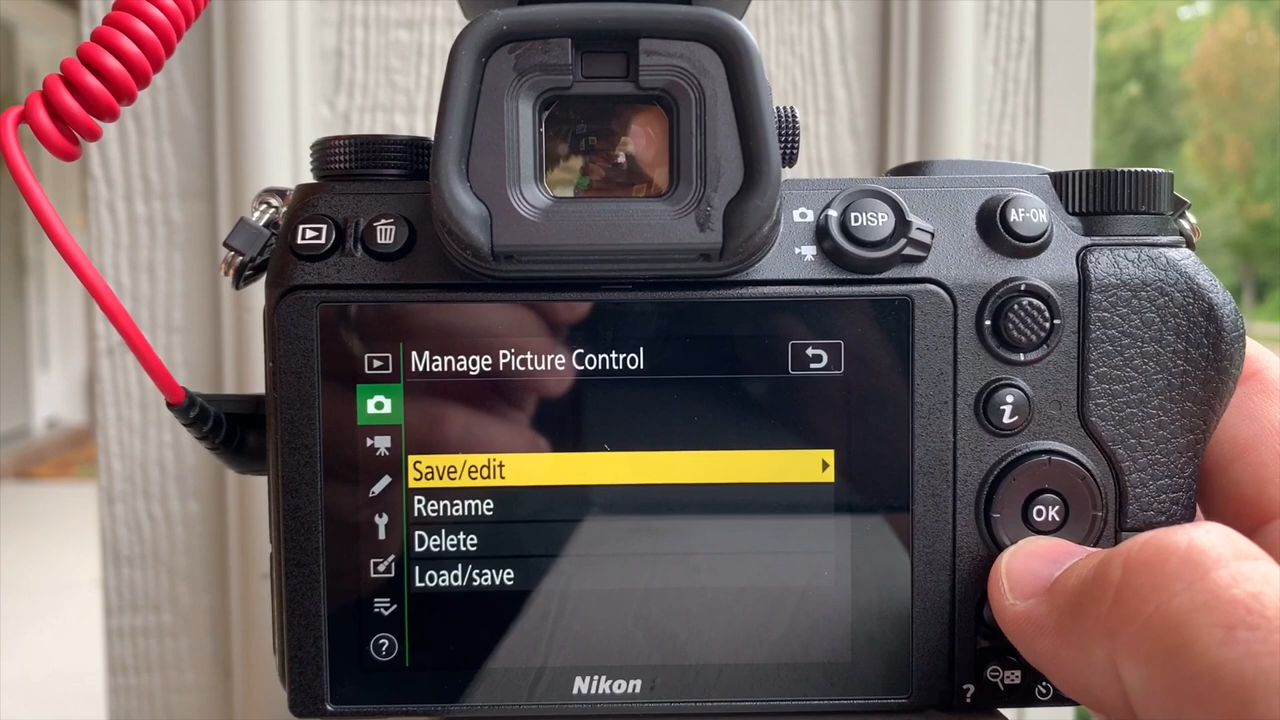 DISP
AF-ON
Manage Picture Control
i
Save/edit
Rename
OK
Delete
Load/save
?
Nikon
?